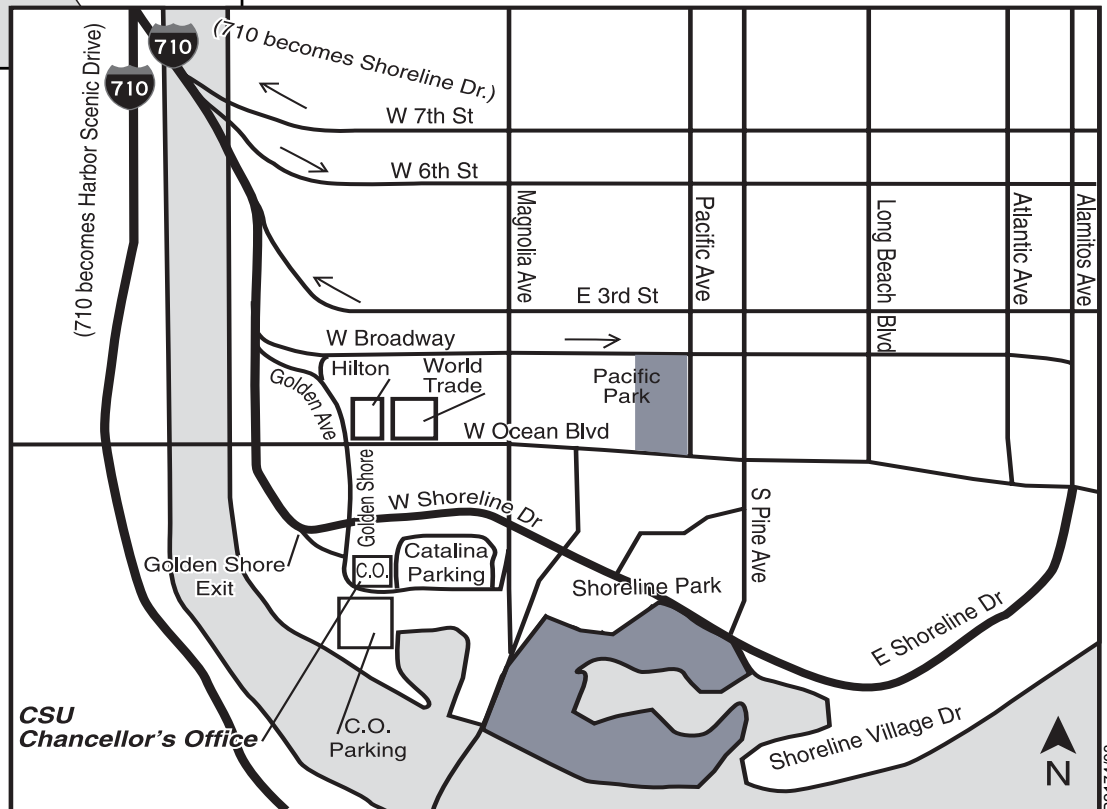 710
(710 becomes Shoreline Dr.)
710
(710 becomes Harbor Scenic Drive)
W 7th St
W 6th St
Magnolia Ave
Pacific Ave
Long Beach Blvd
Atlantic Ave
Alamitos Ave
E 3rd St
W Broadway
Hilton
World
Trade
Pacific
Park
Golden Ave
W Ocean Blvd
Golden Shore
W Shoreline Dr
S Pine Ave
Golden Shore
Exit
C.O.
Catalina
Parking
Shoreline Park
E Shoreline Dr
CSU
Chancellor's Office
C.O.
Parking
Shoreline Village Dr
N